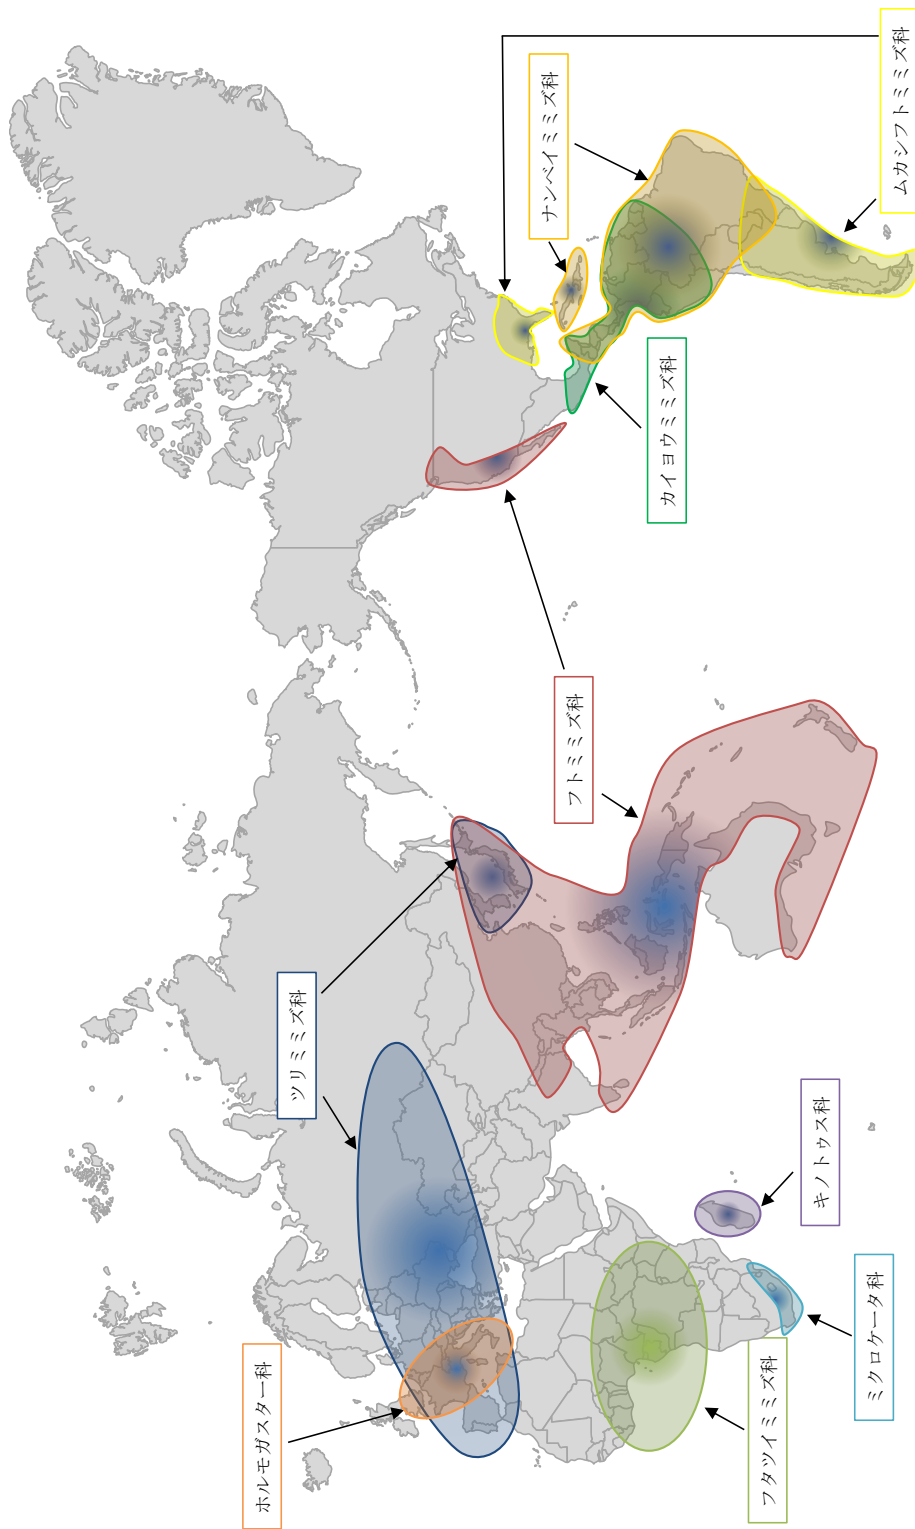 ホルモガスター科
ツリミミズ科
ナンベイミミズ科
フトミミズ科
カイヨウミミズ科
フタツイミミズ科
キノトゥス科
ミクロケータ科
ムカシフトミミズ科